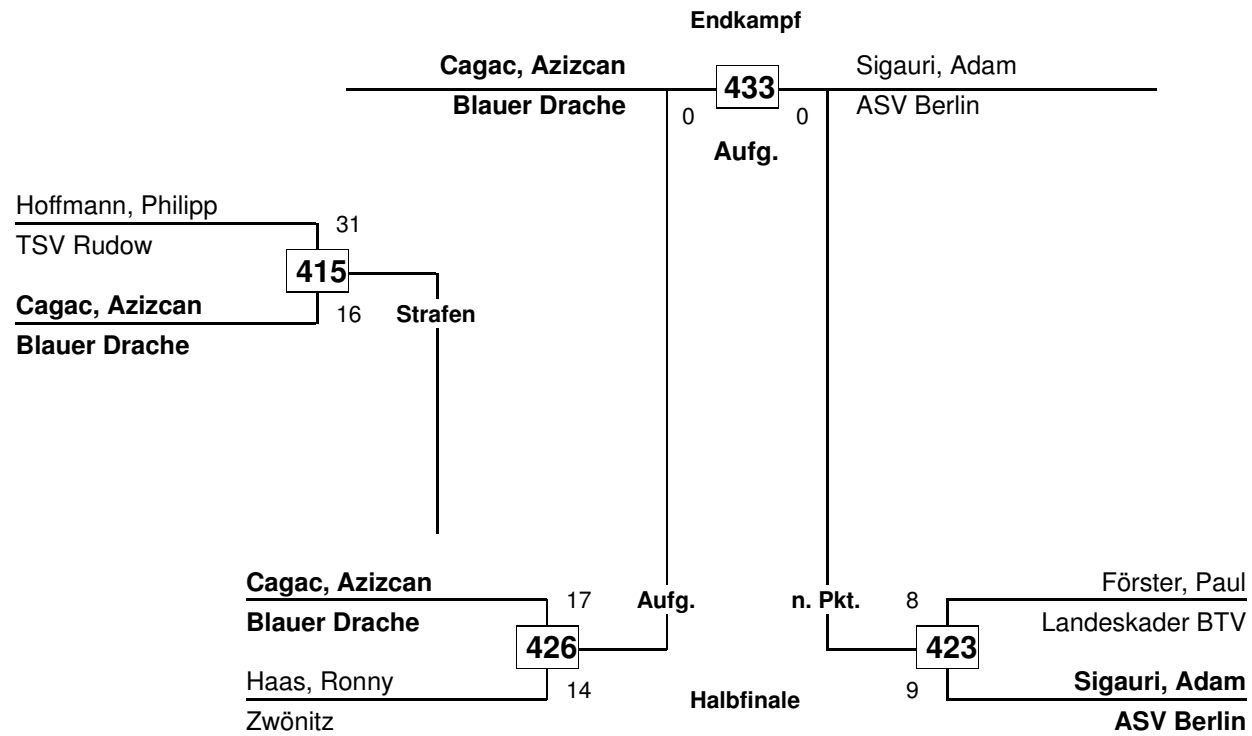 Endkampf
Cagac, Azizcan
Blauer Drache
0
433
0
Aufg.
Sigauri, Adam
ASV Berlin
Hoffmann, Philipp
TSV Rudow
31
415
Cagac, Azizcan
Blauer Drache
16
Strafen
Cagac, Azizcan
Blauer Drache
17
426
Aufg.
Haas, Ronny
Zwönitz
14
Halbfinale
n. Pkt.
8
Förster, Paul
Landeskader BTV
423
9
Sigauri, Adam
ASV Berlin